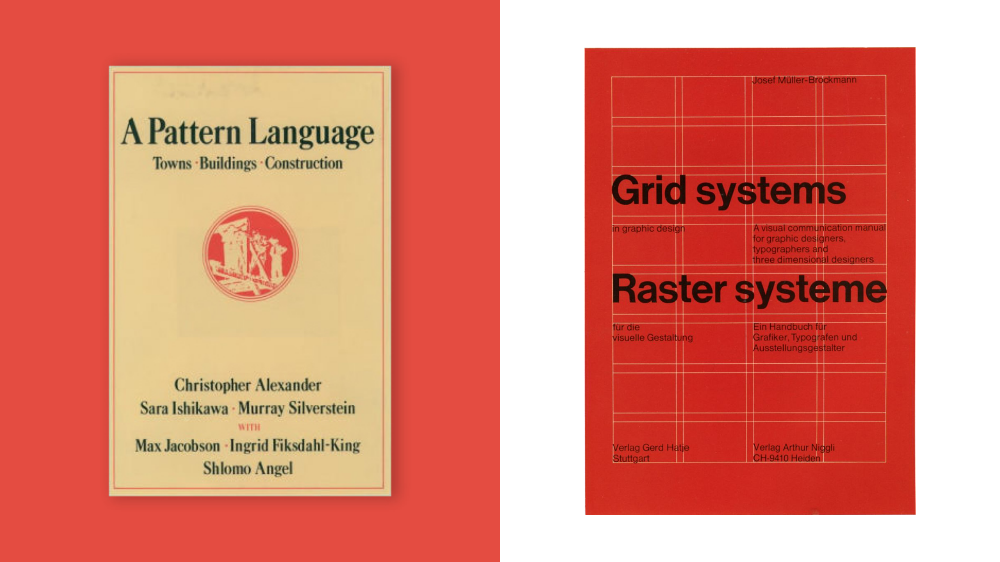 A Pattern Language
Towns · Buildings · Construction
Christopher Alexander
Sara Ishikawa · Murray Silverstein
WITH
Max Jacobson · Ingrid Fiksdahl-King
Shlomo Angel
Josef Müller-Brockmann
Grid systems
in graphic design
A visual communication manual
for graphic designers,
typographers and
three dimensional designers
Raster systeme
für die
visuelle Gestaltung
Ein Handbuch für
Grafiker, Typografen und
Ausstellungsgestalter
Verlag Gerd Hatje
Stuttgart
Verlag Arthur Niggli
CH-9410 Heiden